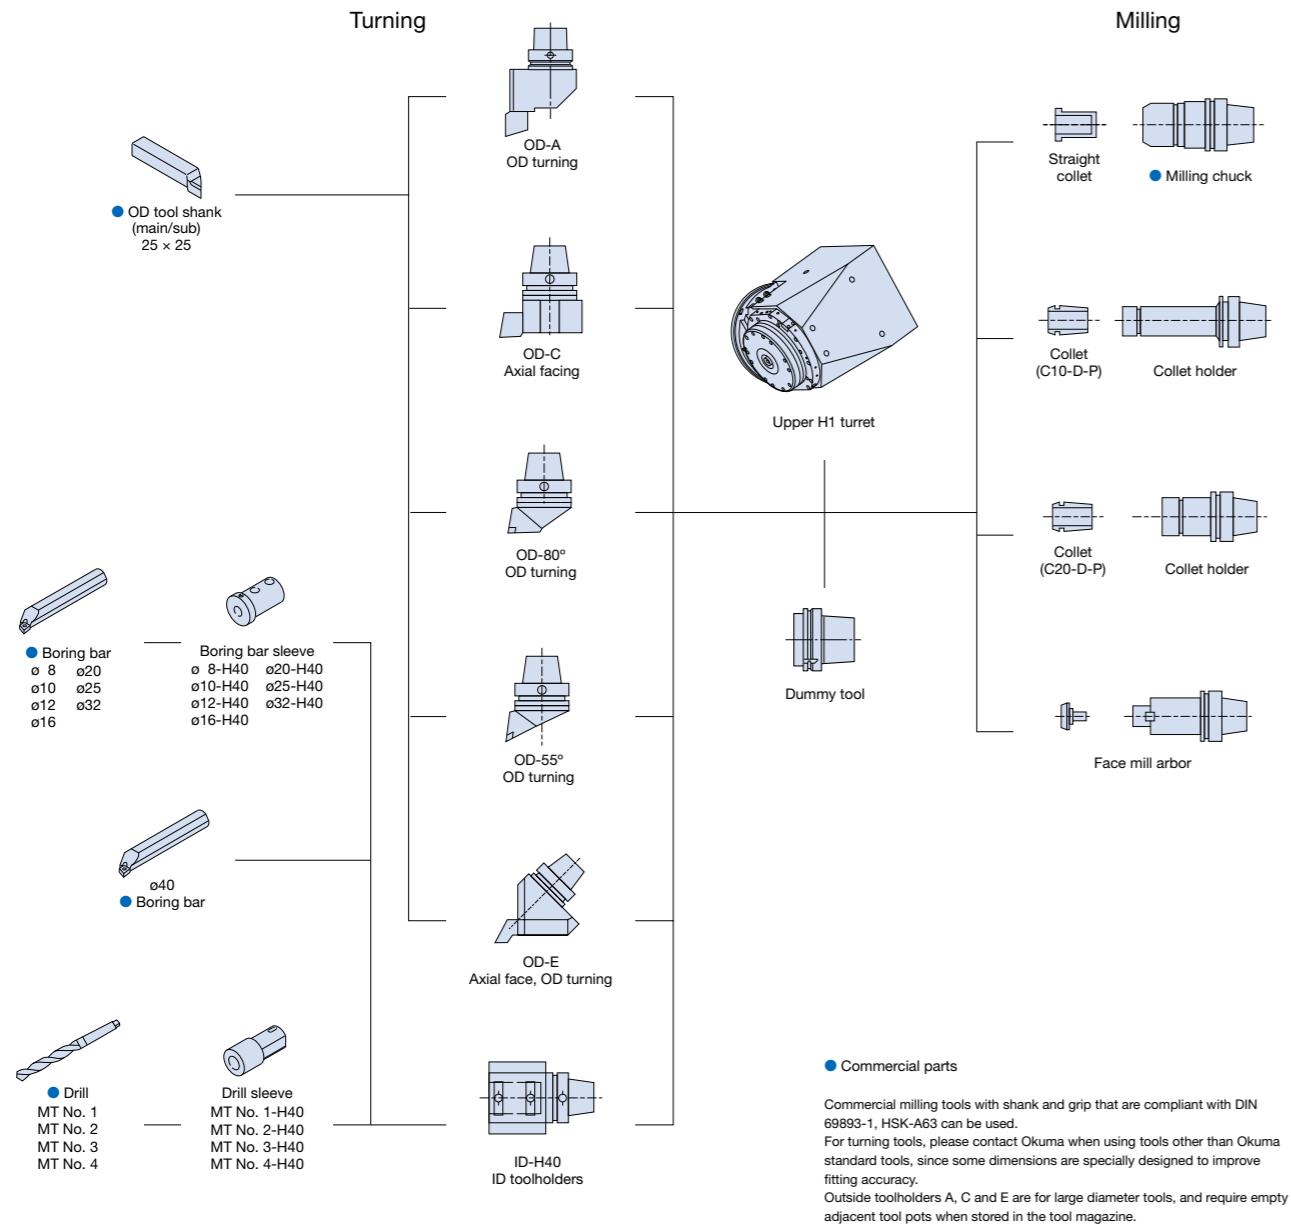 Turning
Milling
OD-A
OD turning
● OD tool shank
(main/sub)
25 × 25
Straight
collet
● Milling chuck
OD-C
Axial facing
Collet
(C10-D-P)
Collet holder
Upper H1 turret
OD-80º
OD turning
Collet
(C20-D-P)
Collet holder
● Boring bar
ø 8 ø20
ø10 ø25
ø12 ø32
ø16
Boring bar sleeve
ø 8-H40 ø20-H40
ø10-H40 ø25-H40
ø12-H40 ø32-H40
ø16-H40
Dummy tool
OD-55º
OD turning
Face mill arbor
ø40
● Boring bar
OD-E
Axial face, OD turning
● Drill
MT No. 1
MT No. 2
MT No. 3
MT No. 4
Drill sleeve
MT No. 1-H40
MT No. 2-H40
MT No. 3-H40
MT No. 4-H40
ID-H40
ID toolholders
● Commercial parts
Commercial milling tools with shank and grip that are compliant with DIN
69893-1, HSK-A63 can be used.
For turning tools, please contact Okuma when using tools other than Okuma
standard tools, since some dimensions are specially designed to improve
fitting accuracy.
Outside toolholders A, C and E are for large diameter tools, and require empty
adjacent tool pots when stored in the tool magazine.